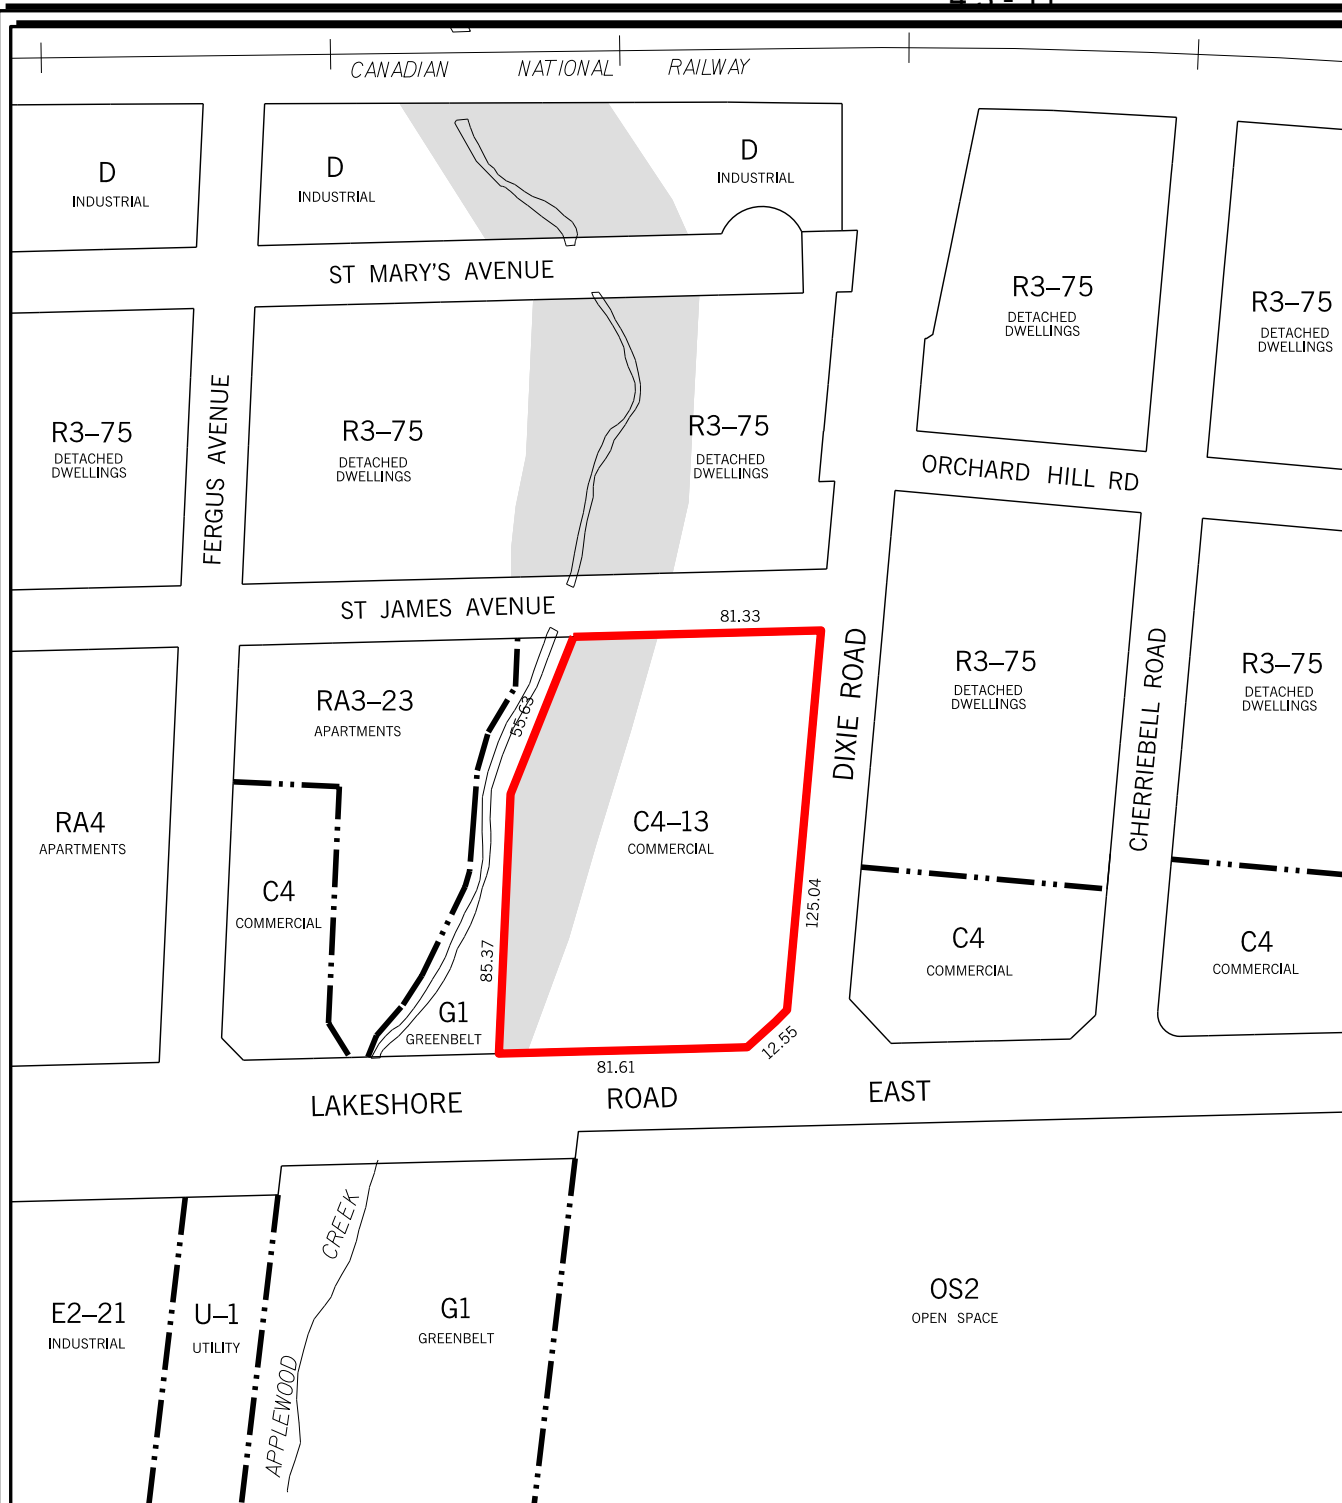 CANADIAN NATIONAL RAILWAY
D
INDUSTRIAL
D
INDUSTRIAL
D
INDUSTRIAL
ST MARY'S AVENUE
R3–75
DETACHED
DWELLINGS
R3–75
DETACHED
DWELLINGS
FERGUS AVENUE
R3–75
DETACHED
DWELLINGS
R3–75
DETACHED
DWELLINGS
R3–75
DETACHED
DWELLINGS
ORCHARD HILL RD
ST JAMES AVENUE
81.33
RA3–23
APARTMENTS
55.63
DIXIE ROAD
R3–75
DETACHED
DWELLINGS
CHERRIEBELL ROAD
R3–75
DETACHED
DWELLINGS
RA4
APARTMENTS
C4
COMMERCIAL
C4–13
COMMERCIAL
125.04
85.37
G1
GREENBELT
C4
COMMERCIAL
C4
COMMERCIAL
12.55
81.61
LAKESHORE ROAD EAST
E2–21
INDUSTRIAL
U–1
UTILITY
APPLEWOOD CREEK
G1
GREENBELT
OS2
OPEN SPACE